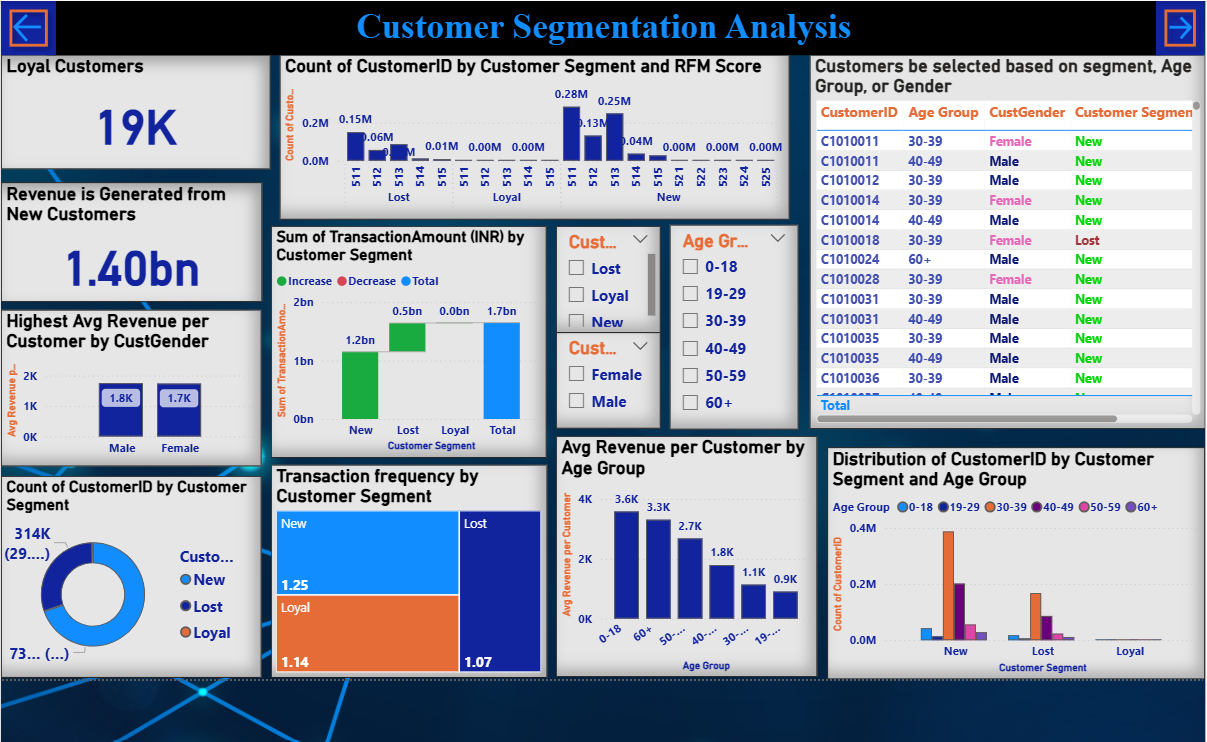 Customer Segmentation Analysis
Loyal Customers
19K
Revenue is Generated from
New Customers
1.40bn
Highest Avg Revenue per
Customer by CustGender
Avg Revenue p...
2K
1K
0K
1.8K
1.7K
Male
Female
Count of CustomerID by Customer
Segment
314K
(29....)
73... (...)
Custo...
New
Lost
Loyal
Count of CustomerID by Customer Segment and RFM Score
Count of Custo...
0.2M
0.0M
0.15M
0.06M
0.01M
0.00M
0.00M
0.28M
0.13M
0.25M
0.04M
0.00M
0.00M
0.00M
511
512
513
514
515
511
512
513
514
515
511
512
513
514
515
521
522
523
524
525
Lost
Loyal
New
Sum of TransactionAmount (INR) by
Customer Segment
Increase
Decrease
Total
Sum of TransactionAmo...
2bn
1bn
0bn
1.2bn
0.5bn
0.0bn
1.7bn
New
Lost
Loyal
Total
Customer Segment
Transaction frequency by
Customer Segment
New
1.25
Loyal
1.14
Lost
1.07
Cust...
Lost
Loyal
New
Cust...
Female
Male
Age Gr...
0-18
19-29
30-39
40-49
50-59
60+
Avg Revenue per Customer by
Age Group
Avg Revenue per Customer
4K
2K
0K
3.6K
3.3K
2.7K
1.8K
1.1K
0.9K
0-18
60+
50-...
40-...
30-...
19-...
Age Group
Customers be selected based on segment, Age
Group, or Gender
CustomerID Age Group CustGender Customer Segmen
C1010011 30-39 Female New
C1010011 40-49 Male New
C1010012 30-39 Male New
C1010014 30-39 Female New
C1010014 40-49 Male New
C1010018 30-39 Female Lost
C1010024 60+ Male New
C1010028 30-39 Female New
C1010031 30-39 Male New
C1010031 40-49 Male New
C1010035 30-39 Male New
C1010035 40-49 Male New
C1010036 30-39 Male New
Total
Distribution of CustomerID by Customer
Segment and Age Group
Age Group 0-18 19-29 30-39 40-49 50-59 60+
Count of CustomerID
0.4M
0.2M
0.0M
New
Lost
Loyal
Customer Segment